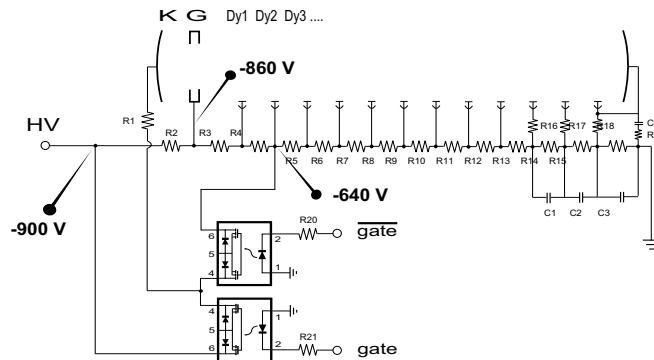 K G Dy1 Dy2 Dy3 ....
-860 V
R1
HV
R2 R3 R4
R16 R17 R18
C
R
R5 R6 R7 R8 R9 R10 R11 R12 R13 R14 R15
-640 V
-900 V
C1 C2 C3
6 5 4
2 1
R20
gate
4 5 6
1 2
R21
gate